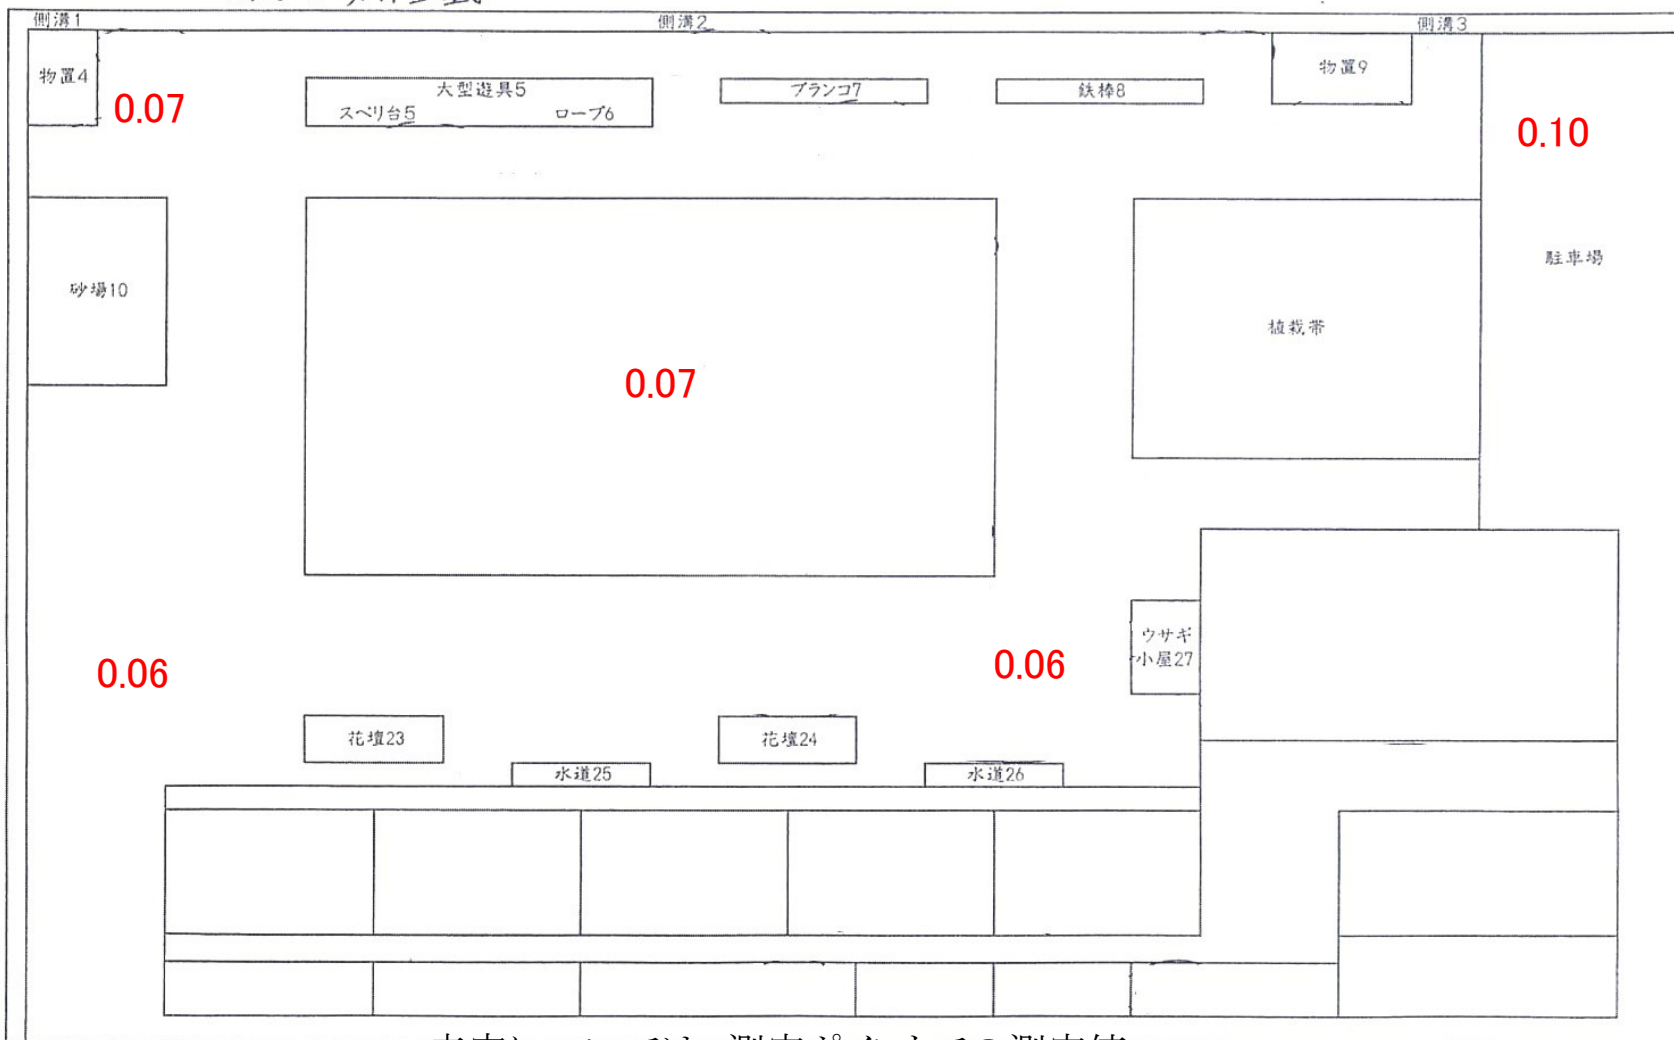 側溝1
側溝2
側溝3
物置4
0.07
大型遊具5
スベリ台5
ロープ6
ブランコ7
鉄棒8
物置9
0.10
砂場10
駐車場
植栽帯
0.07
ウサギ
小屋27
0.06
0.06
花壇23
花壇24
水道25
水道26